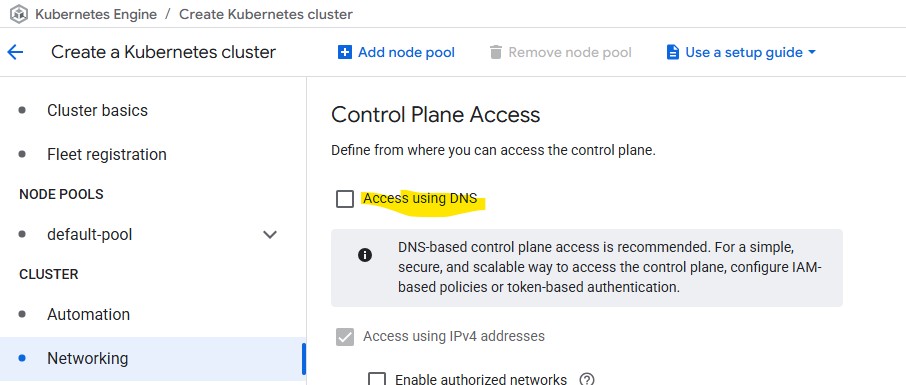 Kubernetes Engine / Create Kubernetes cluster
Create a Kubernetes cluster
Add node pool
Remove node pool
Use a setup guide
Cluster basics
Fleet registration
NODE POOLS
default-pool
CLUSTER
Automation
Networking
Control Plane Access
Define from where you can access the control plane.
Access using DNS
DNS-based control plane access is recommended. For a simple,
secure, and scalable way to access the control plane, configure IAM-
based policies or token-based authentication.
Access using IPv4 addresses
Enable authorized networks